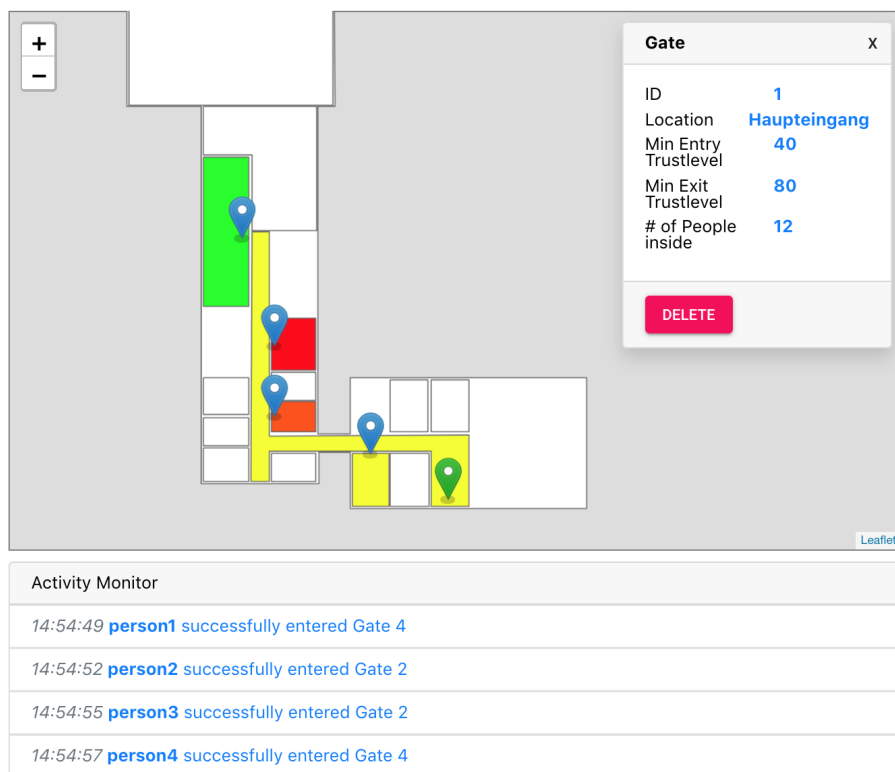 +
−
Gate X
ID 1
Location Haupteingang
Min Entry Trustlevel 40
Min Exit Trustlevel 80
# of People inside 12
DELETE
Leaflet
Activity Monitor
14:54:49 person1 successfully entered Gate 4
14:54:52 person2 successfully entered Gate 2
14:54:55 person3 successfully entered Gate 2
14:54:57 person4 successfully entered Gate 4